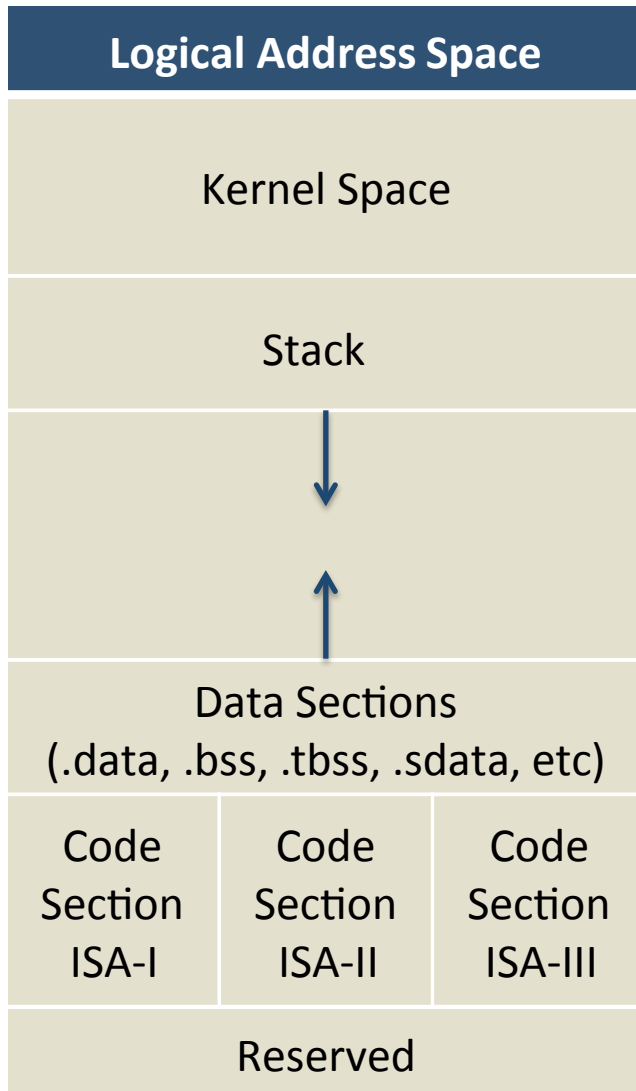 Logical Address Space
Kernel Space
Stack
Data Sections
(.data, .bss, .tbss, .sdata, etc)
Code
Section
ISA-I
Code
Section
ISA-II
Code
Section
ISA-III
Reserved